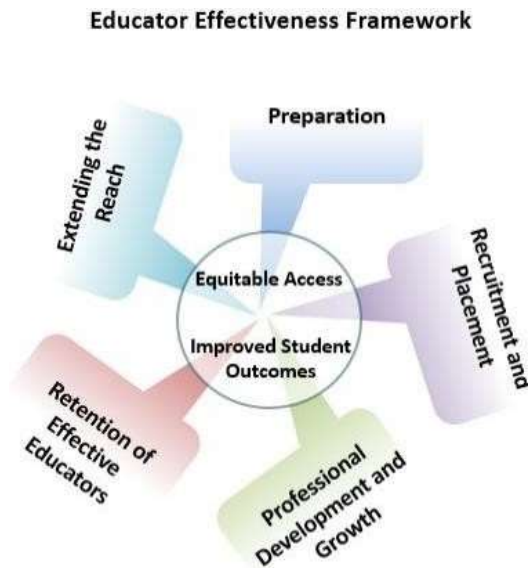 Educator Effectiveness Framework
Preparation
Recruitment and
Placement
Professional
Development and
Growth
Retention of
Effective
Educators
Extending the
Reach
Equitable Access
Improved Student
Outcomes